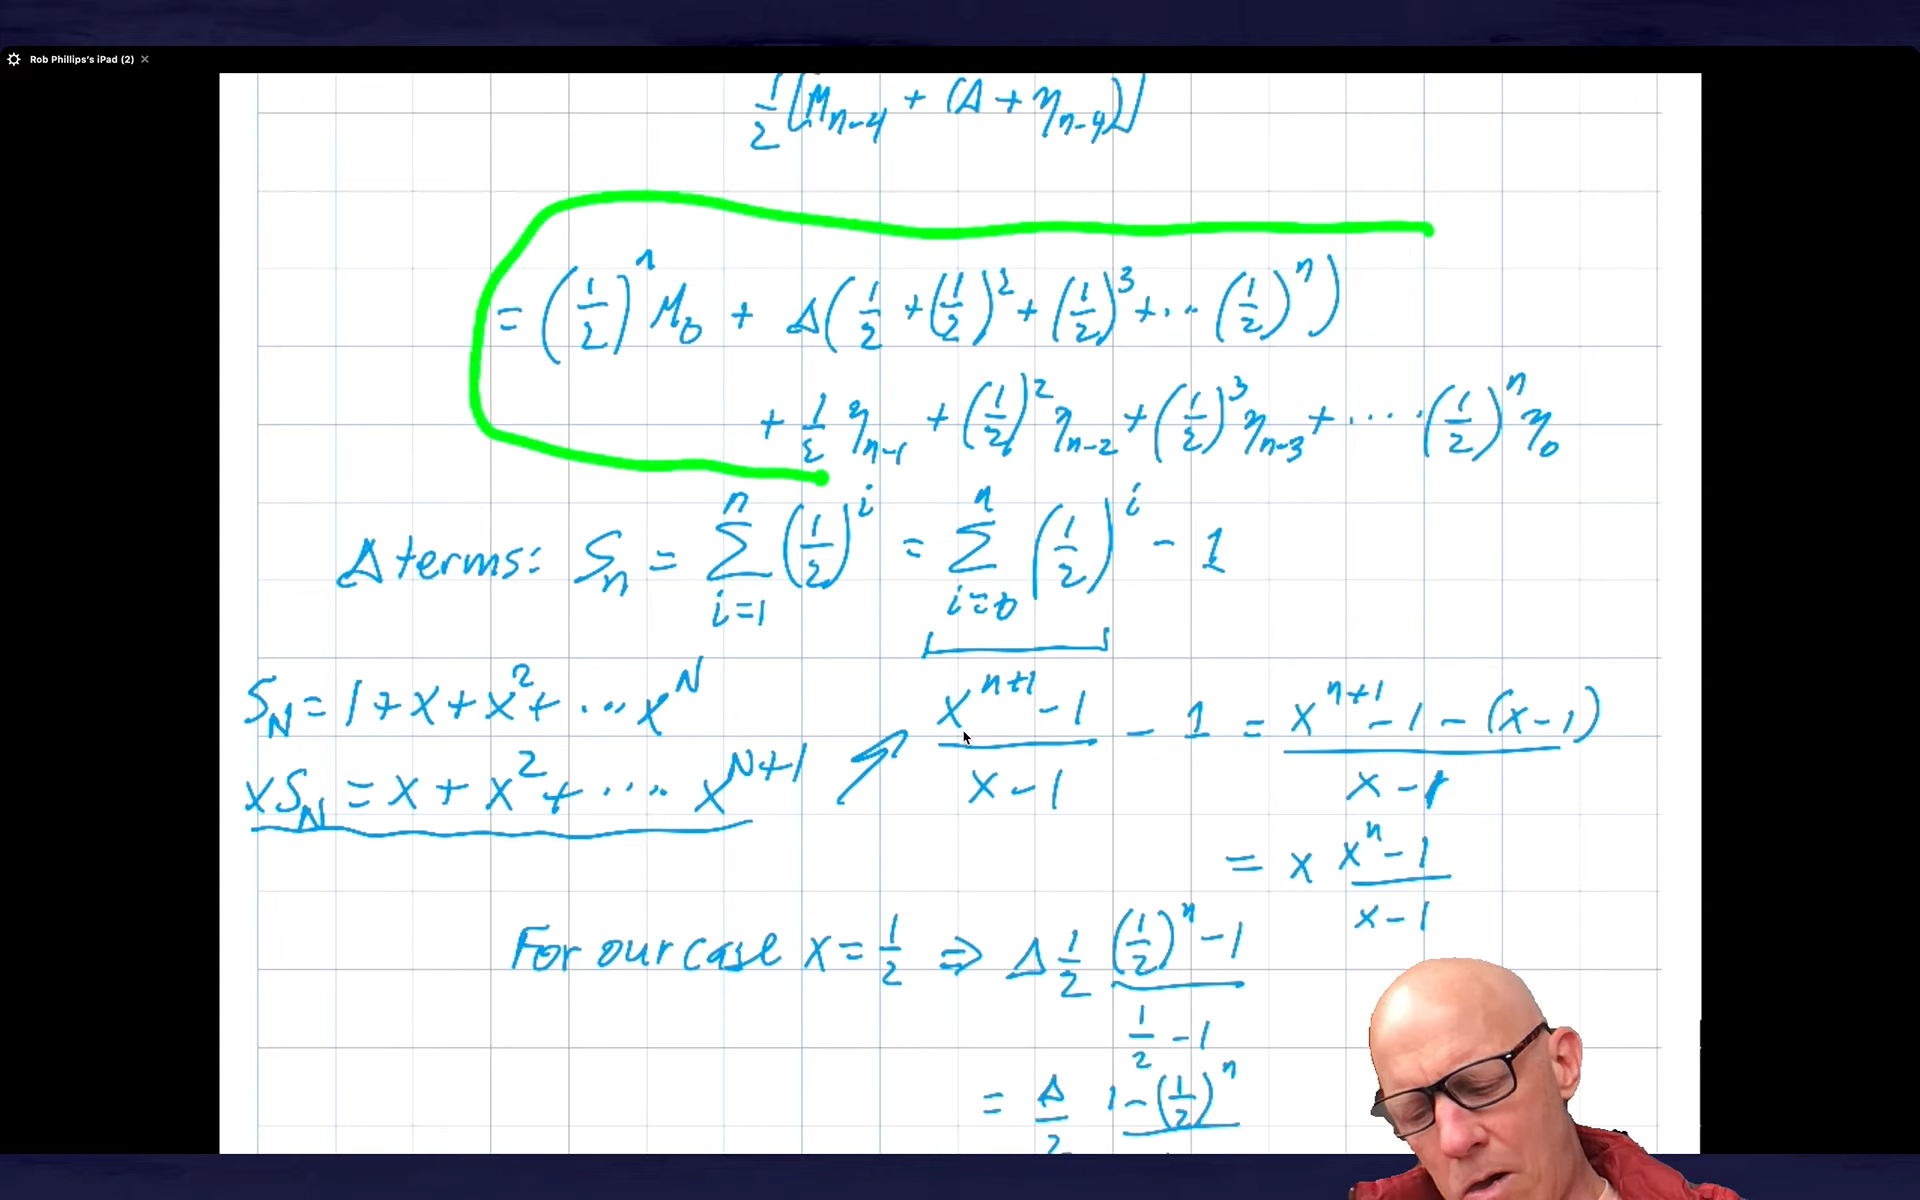 Rob Phillips's iPad (2) ×
1/2 [M_{n-4} + (Δ + η_{n-4})]
= (1/2)^n M_0 + Δ(1/2 + (1/2)^2 + (1/2)^3 + ... (1/2)^n)
+ 1/2 η_{n-1} + (1/2)^2 η_{n-2} + (1/2)^3 η_{n-3} + .... (1/2)^n η_0
Δ terms: S_n = ∑_{i=1}^{n} (1/2)^i = ∑_{i=0}^{n} (1/2)^i - 1
S_N = 1 + x + x^2 + ... x^N
(x^{n+1} - 1)/(x - 1) - 1 = (x^{n+1} - 1 - (x-1))/(x - 1)
xS_N = x + x^2 + .... x^{N+1}
= x (x^n - 1)/(x - 1)
For our case x = 1/2 ⇒ Δ 1/2 ((1/2)^n - 1)/(1/2 - 1)
= Δ/2 1 - (1/2)^n